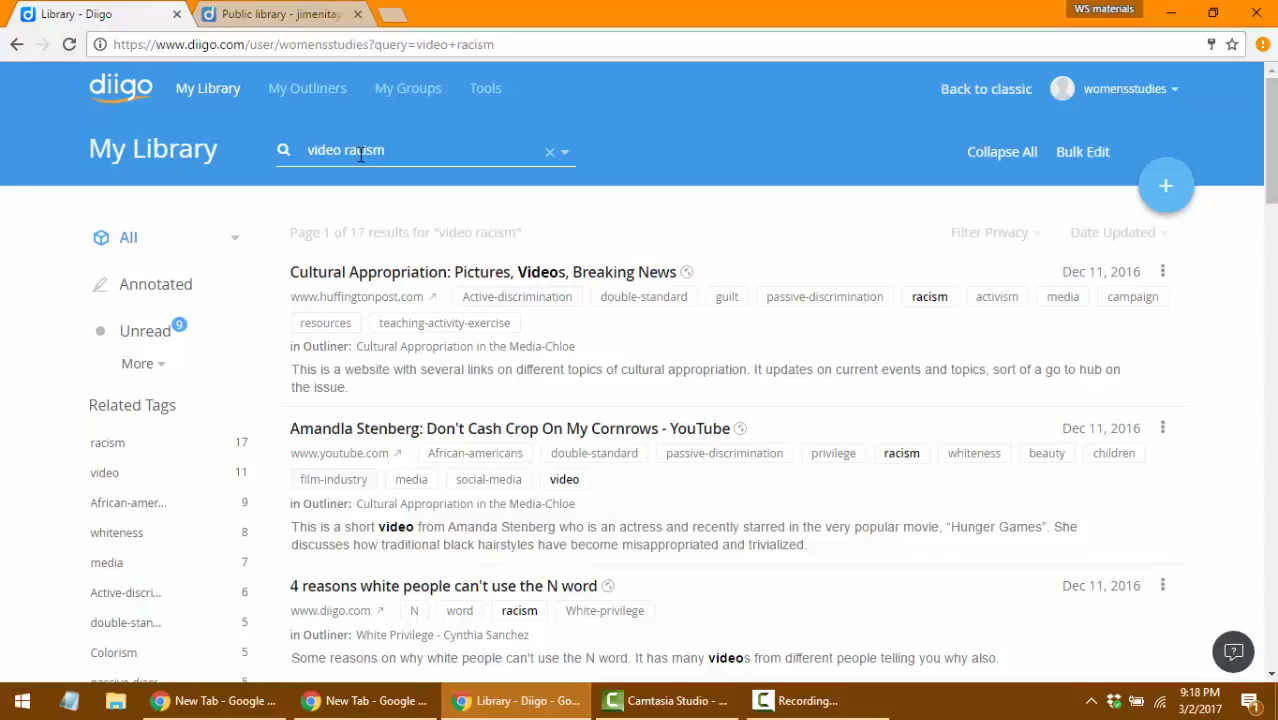 Library - Diigo
Public library - jimenitay
WS materials
https://www.diigo.com/user/womensstudies?query=video+racism
diigo My Library My Outliners My Groups Tools Back to classic womensstudies
My Library video racism Collapse All Bulk Edit
+
All
Annotated
Unread 9
More
Related Tags
racism 17
video 11
African-amer... 9
whiteness 8
media 7
Active-discri... 6
double-stan... 5
Colorism 5
Page 1 of 17 results for "video racism" Filter Privacy Date Updated
Cultural Appropriation: Pictures, Videos, Breaking News Dec 11, 2016
www.huffingtonpost.com Active-discrimination double-standard guilt passive-discrimination racism activism media campaign
resources teaching-activity-exercise
in Outliner: Cultural Appropriation in the Media-Chloe
This is a website with several links on different topics of cultural appropriation. It updates on current events and topics, sort of a go to hub on
the issue.
Amandla Stenberg: Don't Cash Crop On My Cornrows - YouTube Dec 11, 2016
www.youtube.com African-americans double-standard passive-discrimination privilege racism whiteness beauty children
film-industry media social-media video
in Outliner: Cultural Appropriation in the Media-Chloe
This is a short video from Amanda Stenberg who is an actress and recently starred in the very popular movie, “Hunger Games”. She
discusses how traditional black hairstyles have become misappropriated and trivialized.
4 reasons white people can't use the N word Dec 11, 2016
www.diigo.com N word racism White-privilege
in Outliner: White Privilege - Cynthia Sanchez
Some reasons on why white people can't use the N word. It has many videos from different people telling you why also.
New Tab - Google ... New Tab - Google ... Library - Diigo - Go... Camtasia Studio - ... Recording...
9:18 PM
3/2/2017
1